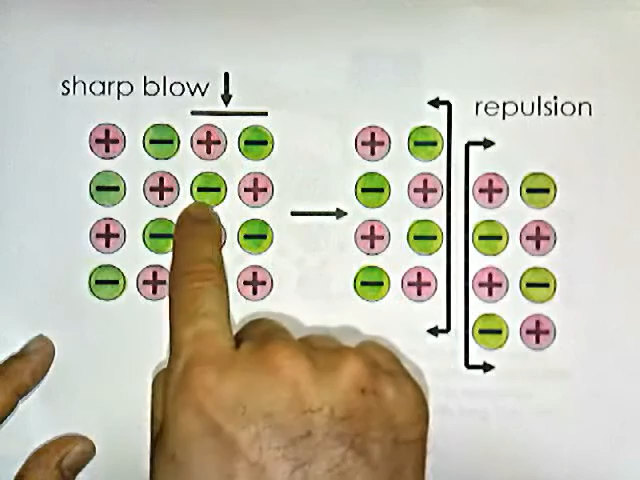 sharp blow
repulsion
+ − + − + −
− + − + − + + −
+ − − + − − +
− + + − + + −
− +